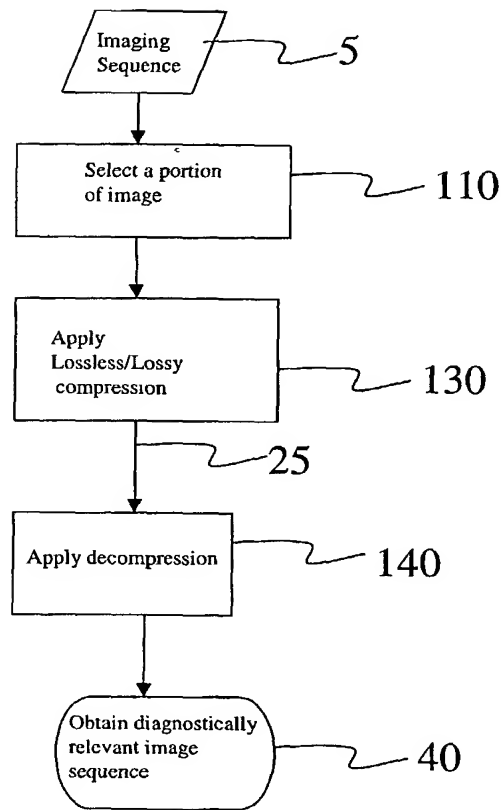 Imaging
Sequence
5
Select a portion
of image
110
Apply
Lossless/Lossy
compression
130
25
Apply decompression
140
Obtain diagnostically
relevant image
sequence
40